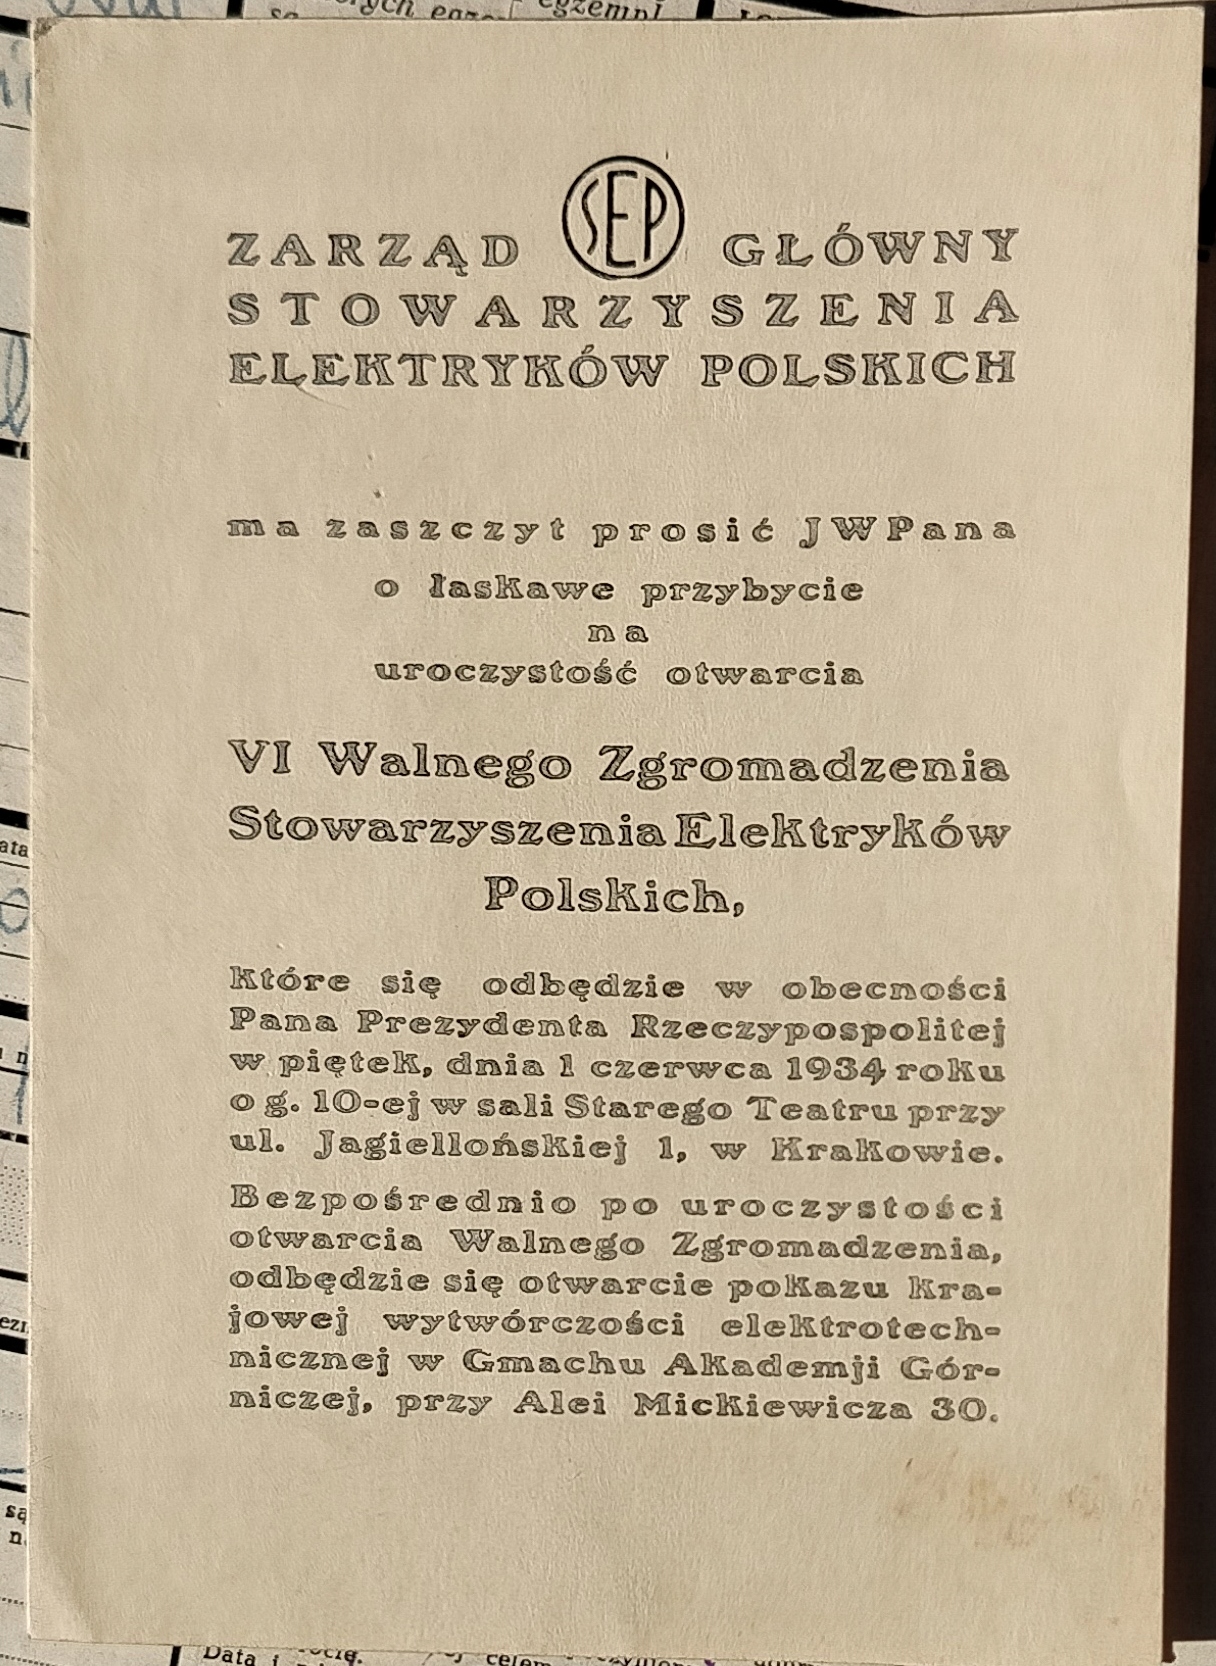 SEP
ZARZĄD GŁÓWNY
STOWARZYSZENIA
ELEKTRYKÓW POLSKICH
ma zaszczyt prosić JWPana
o łaskawe przybycie
na
uroczystość otwarcia
VI Walnego Zgromadzenia
Stowarzyszenia Elektryków
Polskich,
które się odbędzie w obecności
Pana Prezydenta Rzeczypospolitej
w piętek, dnia 1 czerwca 1934 roku
o g. 10-ej w sali Starego Teatru przy
ul. Jagiellońskiej 1, w Krakowie.
Bezpośrednio po uroczystości
otwarcia Walnego Zgromadzenia,
odbędzie się otwarcie pokazu kra-
jowej wytwórczości elektrotech-
nicznej w Gmachu Akademji Gór-
niczej, przy Alei Mickiewicza 30.
Data i
celem